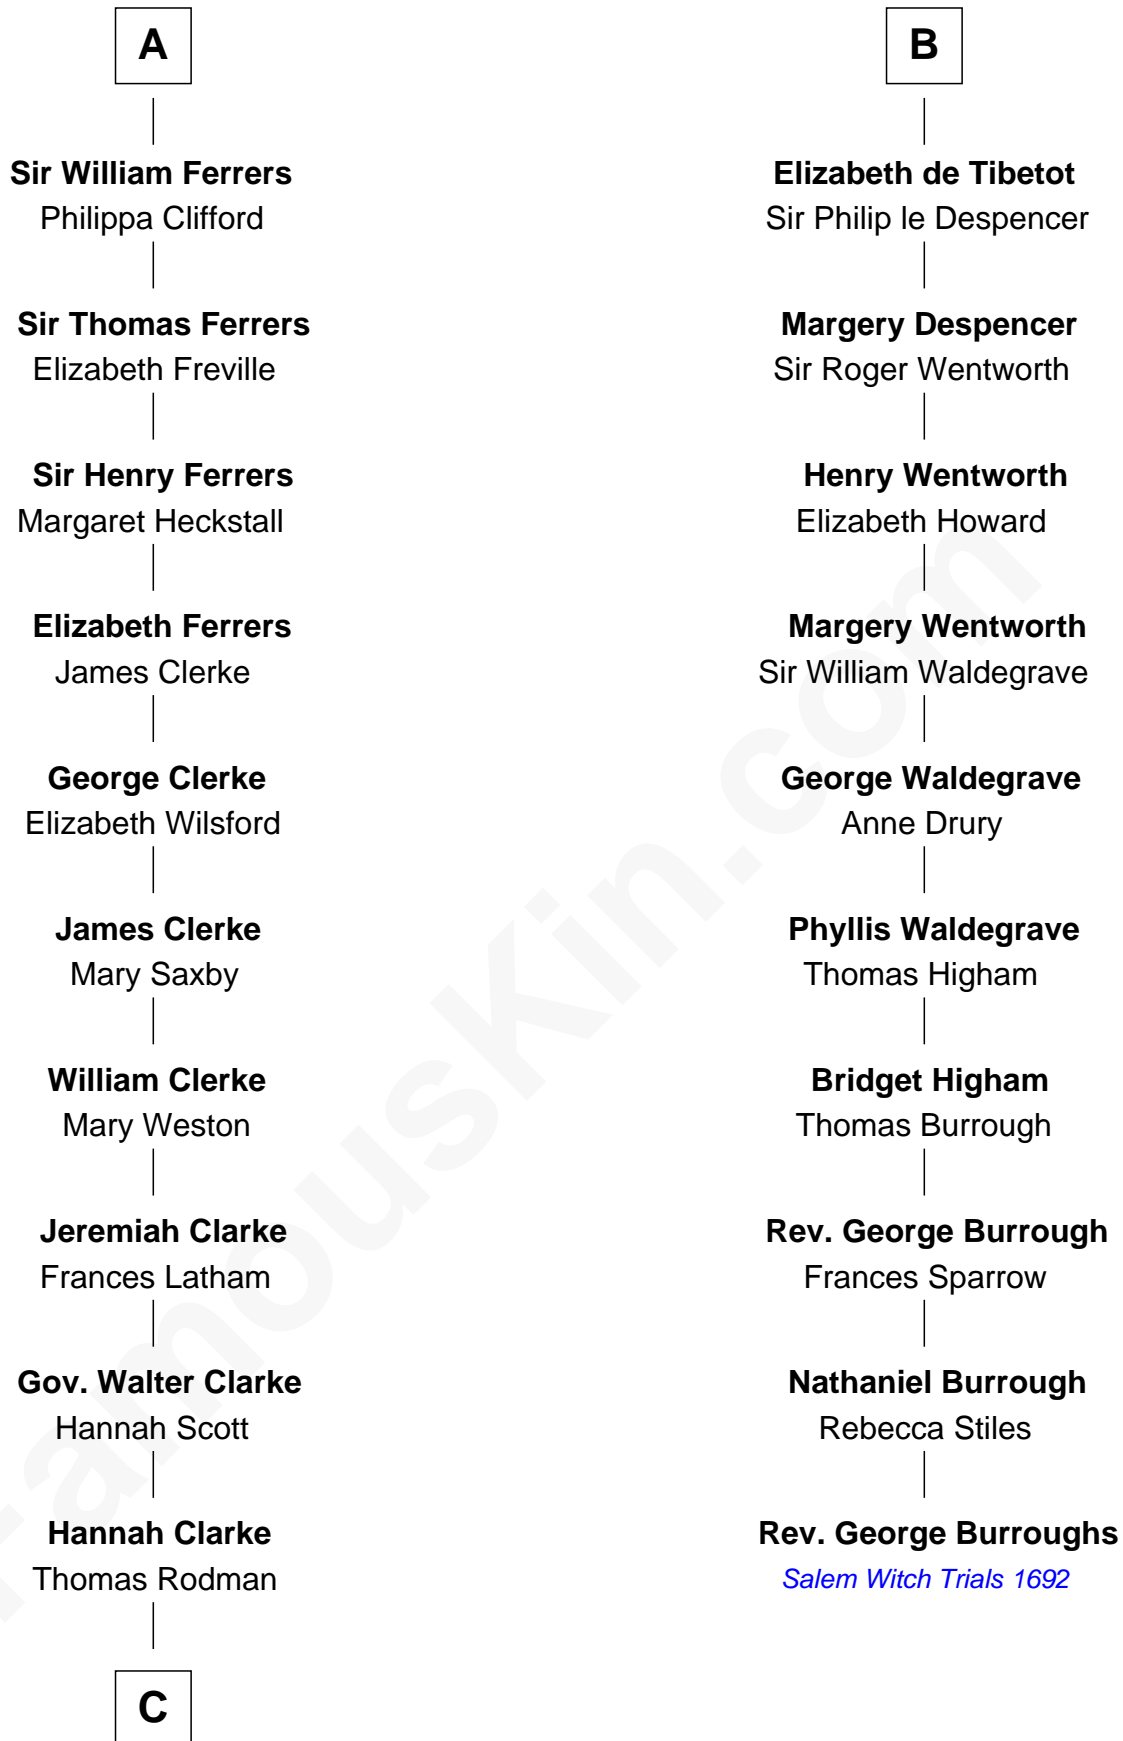 A
Sir William Ferrers
Philippa Clifford
Sir Thomas Ferrers
Elizabeth Freville
Sir Henry Ferrers
Margaret Heckstall
Elizabeth Ferrers
James Clerke
George Clerke
Elizabeth Wilsford
James Clerke
Mary Saxby
William Clerke
Mary Weston
Jeremiah Clarke
Frances Latham
Gov. Walter Clarke
Hannah Scott
Hannah Clarke
Thomas Rodman
C
B
Elizabeth de Tibetot
Sir Philip le Despencer
Margery Despencer
Sir Roger Wentworth
Henry Wentworth
Elizabeth Howard
Margery Wentworth
Sir William Waldegrave
George Waldegrave
Anne Drury
Phyllis Waldegrave
Thomas Higham
Bridget Higham
Thomas Burrough
Rev. George Burrough
Frances Sparrow
Nathaniel Burrough
Rebecca Stiles
Rev. George Burroughs
Salem Witch Trials 1692
FamousKin.com